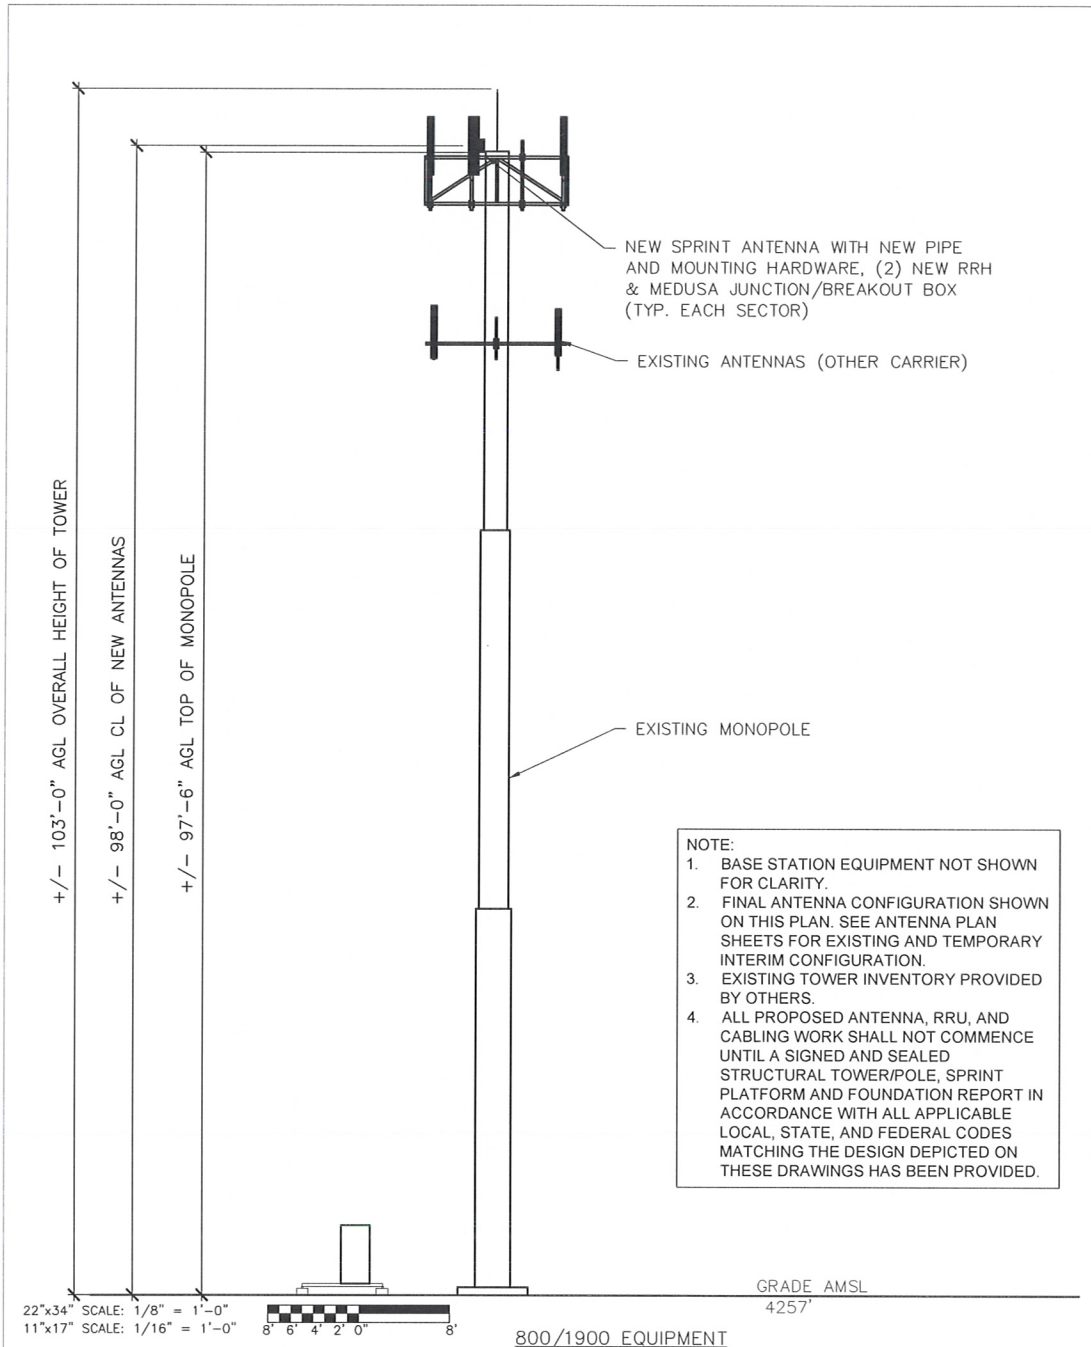 +/- 103'-0" AGL OVERALL HEIGHT OF TOWER
+/- 98'-0" AGL CL OF NEW ANTENNAS
+/- 97'-6" AGL TOP OF MONOPOLE
NEW SPRINT ANTENNA WITH NEW PIPE
AND MOUNTING HARDWARE, (2) NEW RRH
& MEDUSA JUNCTION/BREAKOUT BOX
(TYP. EACH SECTOR)
EXISTING ANTENNAS (OTHER CARRIER)
EXISTING MONOPOLE
NOTE:
1. BASE STATION EQUIPMENT NOT SHOWN
FOR CLARITY.
2. FINAL ANTENNA CONFIGURATION SHOWN
ON THIS PLAN. SEE ANTENNA PLAN
SHEETS FOR EXISTING AND TEMPORARY
INTERIM CONFIGURATION.
3. EXISTING TOWER INVENTORY PROVIDED
BY OTHERS.
4. ALL PROPOSED ANTENNA, RRU, AND
CABLING WORK SHALL NOT COMMENCE
UNTIL A SIGNED AND SEALED
STRUCTURAL TOWER/POLE, SPRINT
PLATFORM AND FOUNDATION REPORT IN
ACCORDANCE WITH ALL APPLICABLE
LOCAL, STATE, AND FEDERAL CODES
MATCHING THE DESIGN DEPICTED ON
THESE DRAWINGS HAS BEEN PROVIDED.
GRADE AMSL
4257'
22"x34" SCALE: 1/8" = 1'-0"
11"x17" SCALE: 1/16" = 1'-0"
8' 6' 4' 2' 0" 8'
800/1900 EQUIPMENT